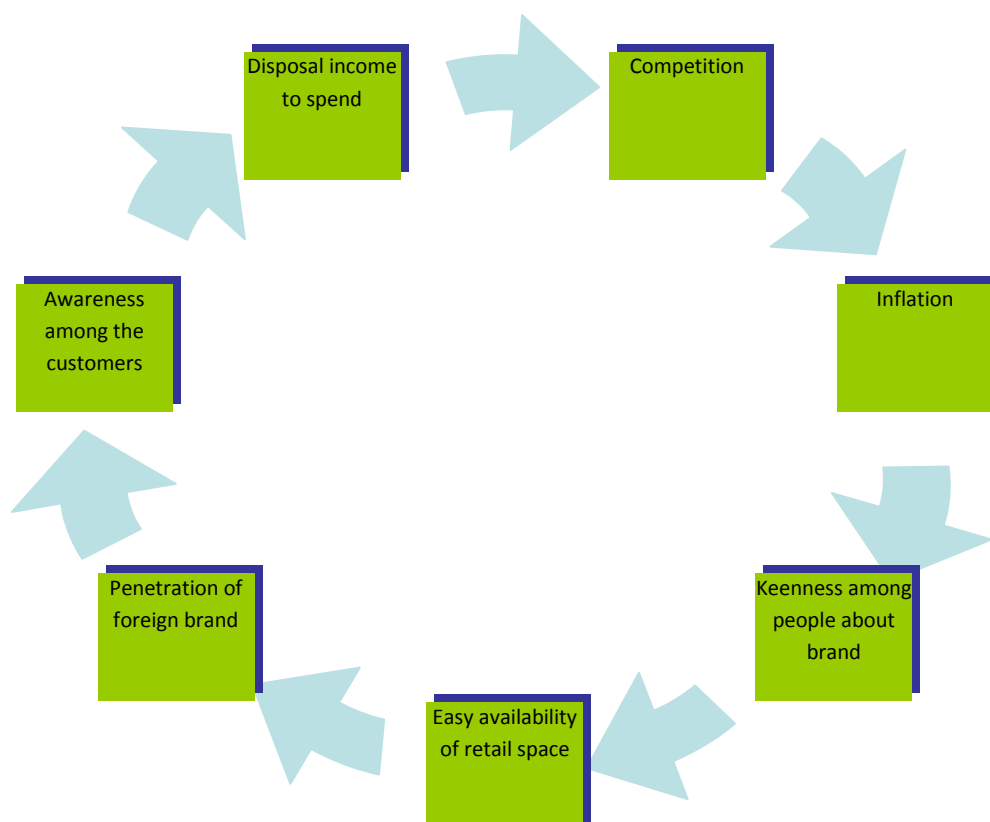 Disposal income
to spend
Competition
Inflation
Keenness among
people about
brand
Easy availability
of retail space
Penetration of
foreign brand
Awareness
among the
customers